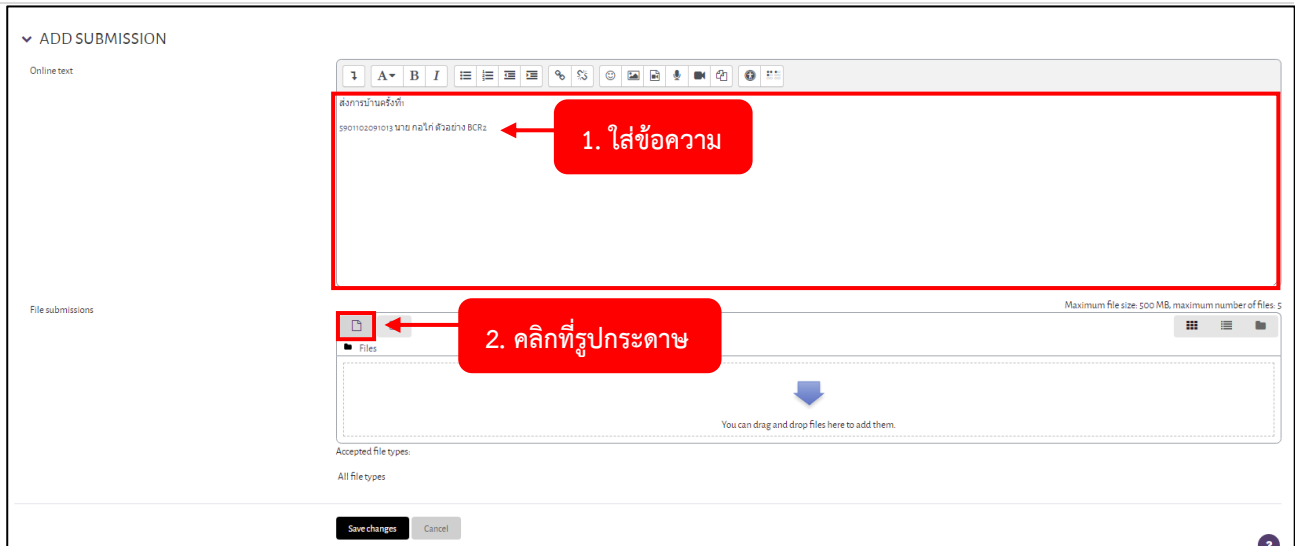 ADD SUBMISSION
Online text
ส่งการบ้านครั้งที่1
5901102091013 นาย กอไก่ ตัวอย่าง BCR2
1. ใส่ข้อความ
File submissions
Maximum file size: 500 MB, maximum number of files: 5
2. คลิกที่รูปกระดาษ
Files
You can drag and drop files here to add them.
Accepted file types:
All file types
Save changes Cancel